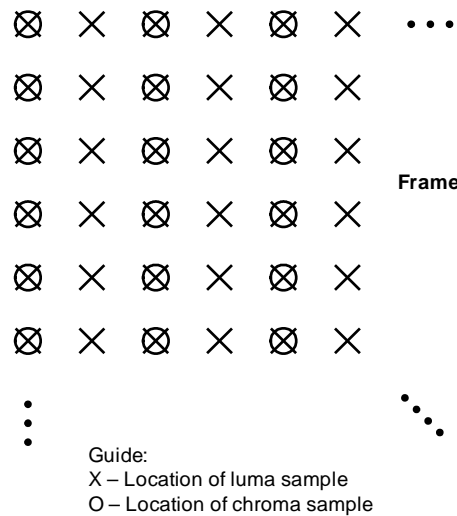 Frame
Guide:
X – Location of luma sample
O – Location of chroma sample